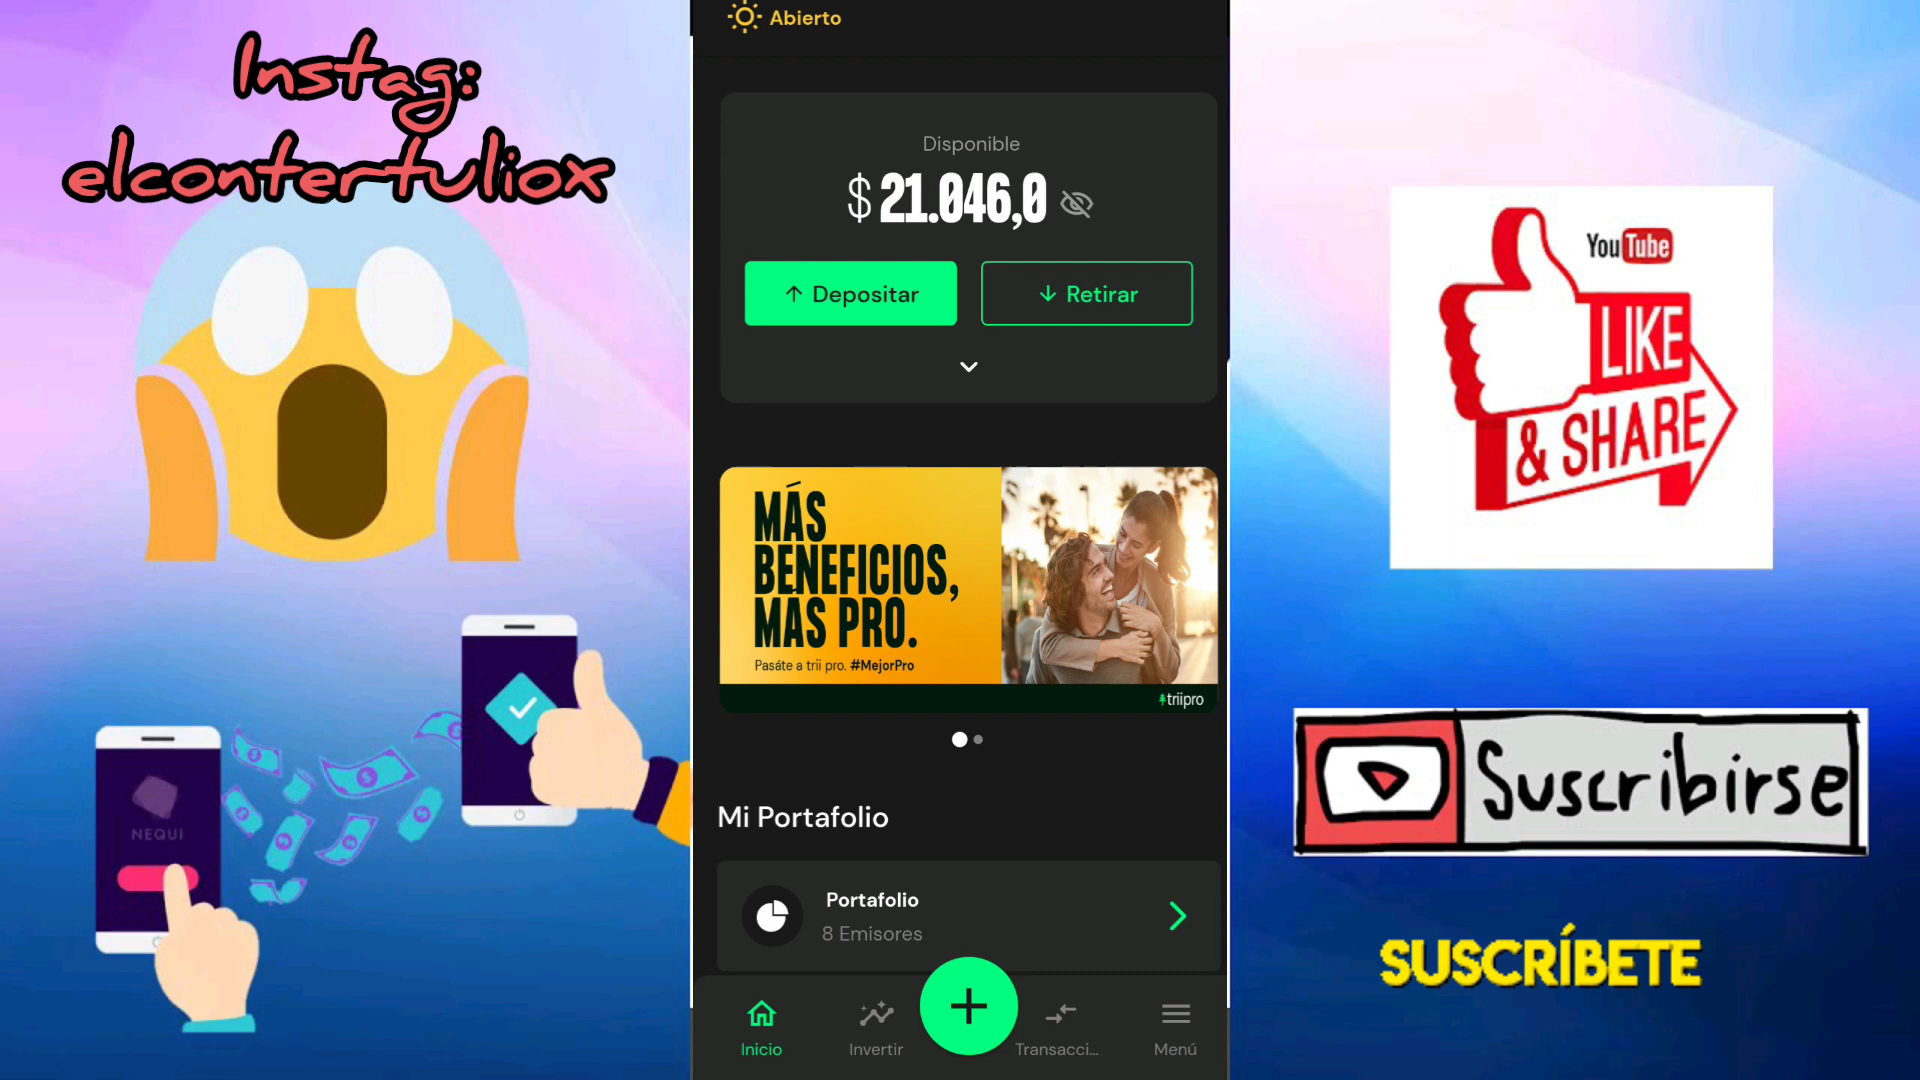 Instag:
elcontertuliox
NEQUI
Abierto
Disponible
$ 21.046,0
Depositar
Retirar
MÁS
BENEFICIOS,
MÁS PRO.
Pasáte a trii pro. #MejorPro
triipro
Mi Portafolio
Portafolio
8 Emisores
Inicio
Invertir
Transacci...
Menú
YouTube
LIKE
& SHARE
Suscribirse
SUSCRÍBETE